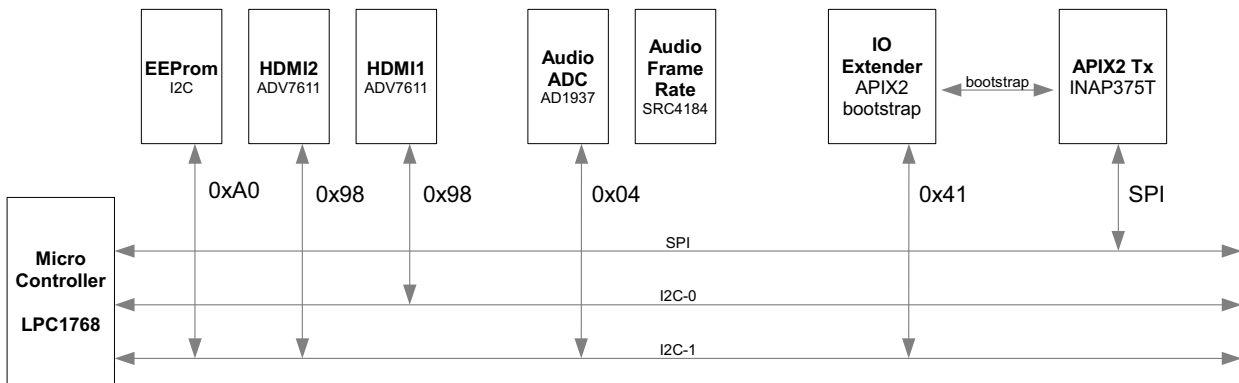 EEProm
I2C
HDMI2
ADV7611
HDMI1
ADV7611
Audio
ADC
AD1937
Audio
Frame
Rate
SRC4184
IO
Extender
APIX2
bootstrap
bootstrap
APIX2 Tx
INAP375T
0xA0
0x98
0x98
0x04
0x41
SPI
Micro
Controller
LPC1768
SPI
I2C-0
I2C-1